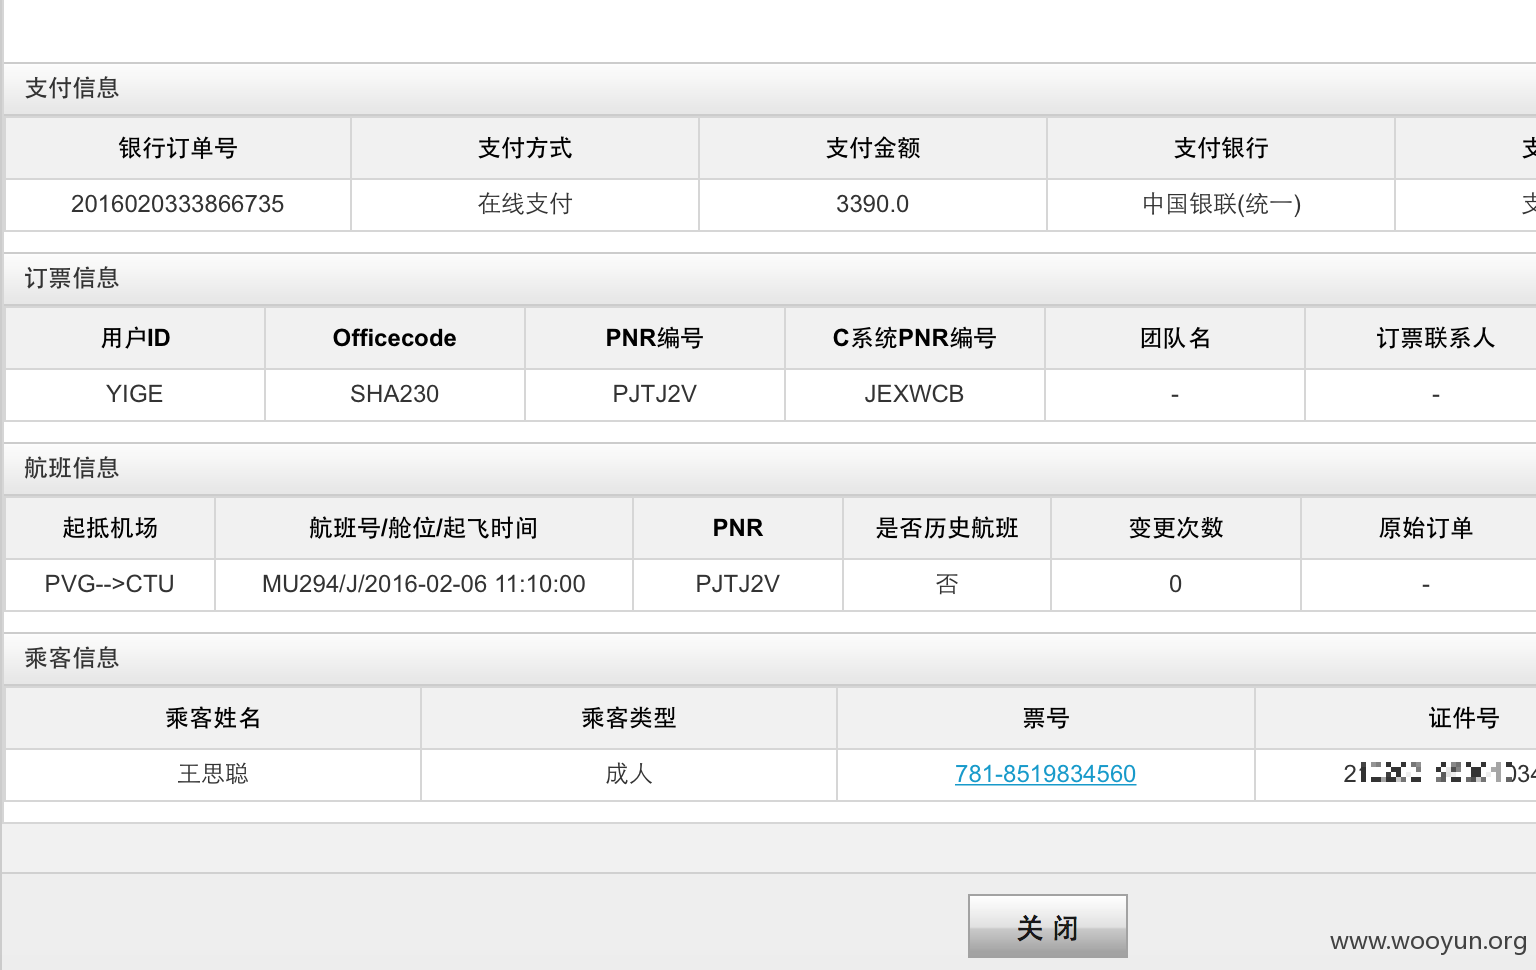 支付信息
银行订单号 支付方式 支付金额 支付银行
2016020333866735 在线支付 3390.0 中国银联(统一)
订票信息
用户ID Officecode PNR编号 C系统PNR编号 团队名 订票联系人
YIGE SHA230 PJTJ2V JEXWCB - -
航班信息
起抵机场 航班号/舱位/起飞时间 PNR 是否历史航班 变更次数 原始订单
PVG-->CTU MU294/J/2016-02-06 11:10:00 PJTJ2V 否 0 -
乘客信息
乘客姓名 乘客类型 票号 证件号
王思聪 成人 781-8519834560
关 闭
www.wooyun.org